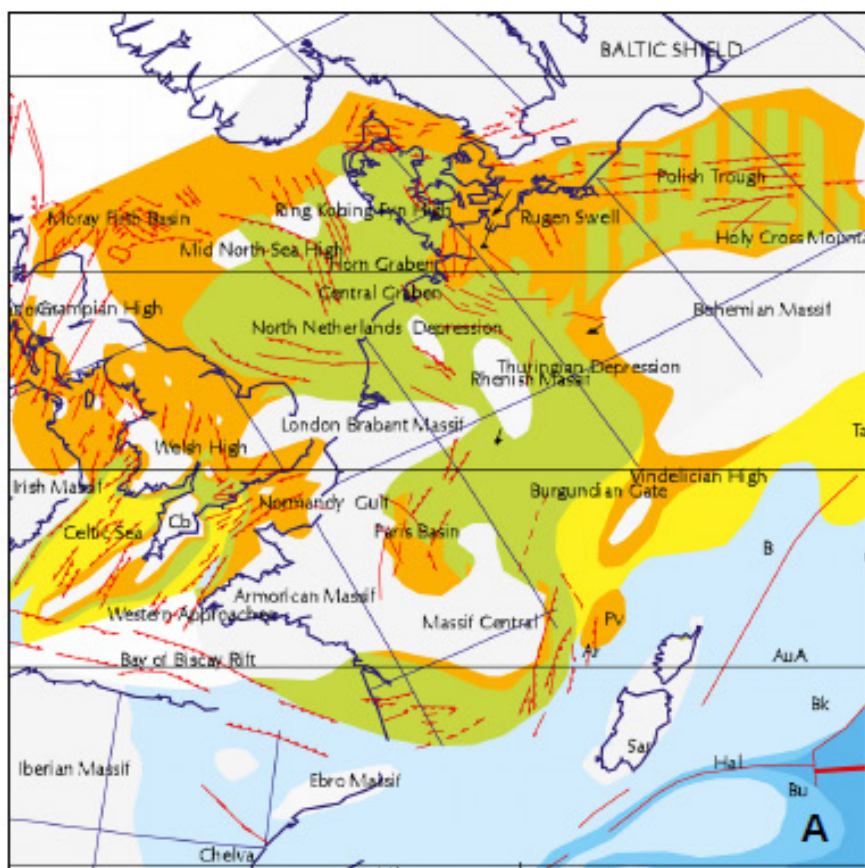 BALTIC SHIELD
Polish Trough
Moray Firth Basin
Ring Kobing Fyn High
Rugen Swell
Mid North Sea High
Holy Cross Mounta
Horn Graben
Central Graben
Grampian High
Bohemian Massif
North Netherlands Depression
Thuringian Depression
Rhenish Massif
London Brabant Massif
Ta
Welsh High
Irish Massif
Vindelician High
Burgundian Gate
Normandy Gulf
Cb
Celtic Sea
Paris Basin
B
Armorican Massif
Western Approaches
Massif Central
Pv
Ar
Bay of Biscay Rift
AuA
Bk
Sar
Iberian Massif
Hal
Ebro Massif
Bu
A
Chelva